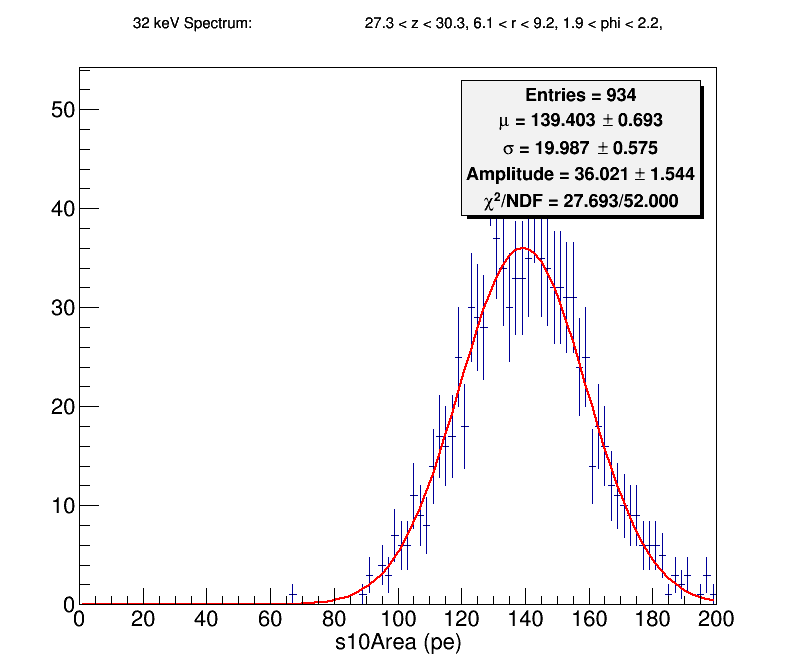 32 keV Spectrum: 27.3 < z < 30.3, 6.1 < r < 9.2, 1.9 < phi < 2.2,
Entries = 934
μ = 139.403 ± 0.693
σ = 19.987 ± 0.575
Amplitude = 36.021 ± 1.544
χ²/NDF = 27.693/52.000
50
40
30
20
10
0
0 20 40 60 80 100 120 140 160 180 200
s10Area (pe)